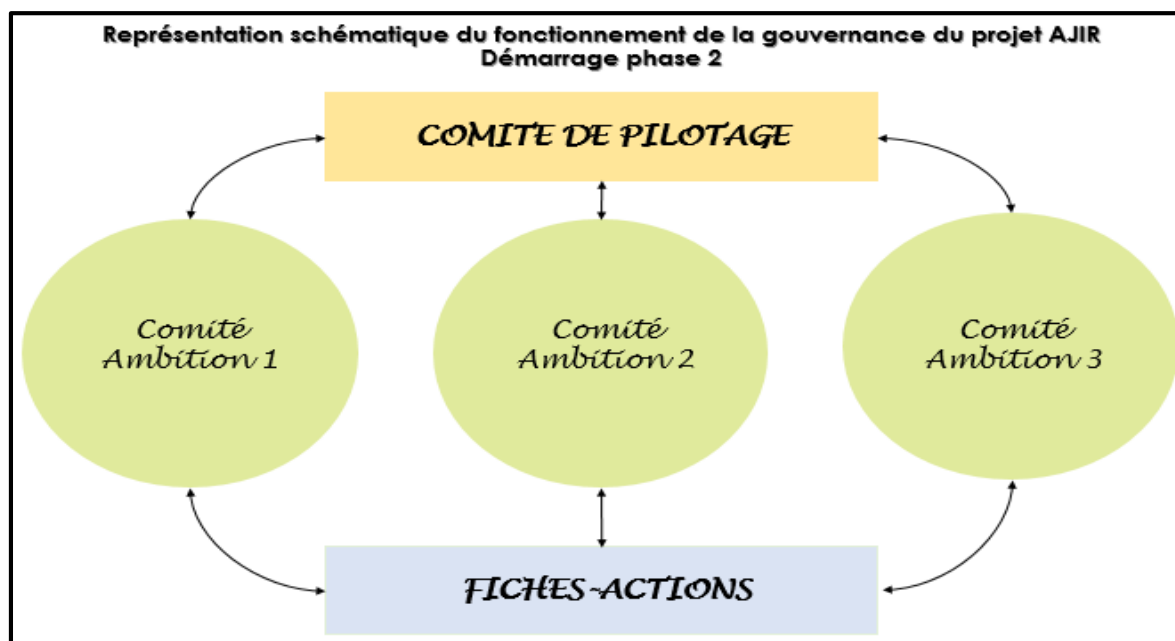 Représentation schématique du fonctionnement de la gouvernance du projet AJIR
Démarrage phase 2
COMITE DE PILOTAGE
Comité
Ambition 1
Comité
Ambition 2
Comité
Ambition 3
FICHES-ACTIONS